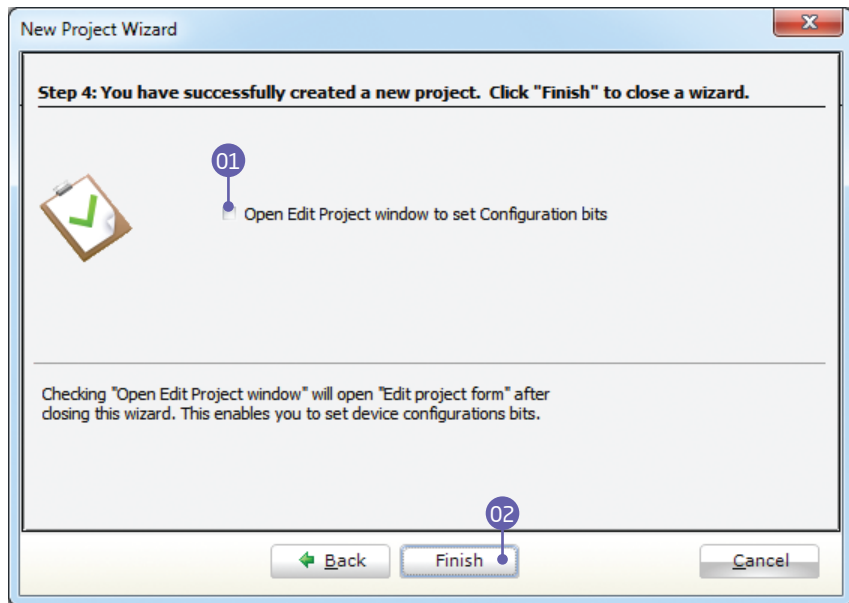 New Project Wizard
Step 4: You have successfully created a new project. Click "Finish" to close a wizard.
01
Open Edit Project window to set Configuration bits
Checking "Open Edit Project window" will open "Edit project form" after
closing this wizard. This enables you to set device configurations bits.
02
Back Finish Cancel